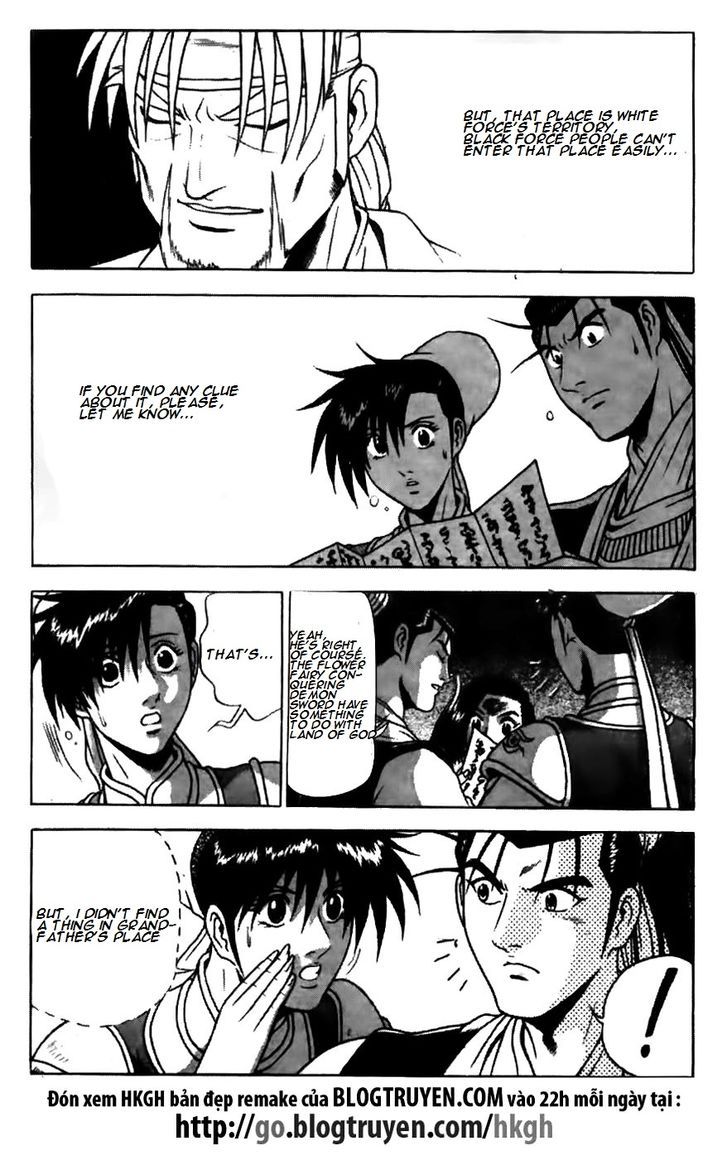 BUT, THAT PLACE IS WHITE
FORCE'S TERRITORY.
BLACK FORCE PEOPLE CAN'T
ENTER THAT PLACE EASILY...
IF YOU FIND ANY CLUE
ABOUT IT, PLEASE,
LET ME KNOW...
THAT'S...
YEAH,
HE'S RIGHT,
OF COURSE.
THE FLOWER
FAIRY CON-
QUERING
DEMON
SWORD HAVE
SOMETHING
TO DO WITH
LAND OF GOD
BUT, I DIDN'T FIND
A THING IN GRAND-
FATHER'S PLACE
!
Đón xem HKGH bản đẹp remake của BLOGTRUYEN.COM vào 22h mỗi ngày tại :
http://go.blogtruyen.com/hkgh